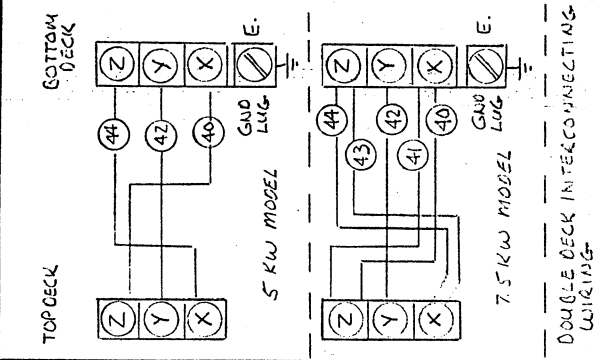 BOTTOM DECK
Z Y X E.
GND LUG
44 42 40
5 KW MODEL
TOP DECK
Z Y X
Z Y X E.
GND LUG
44 43 42 41 40
7.5 KW MODEL
Z Y X
DOUBLE DECK INTERCONNECTING
WIRING